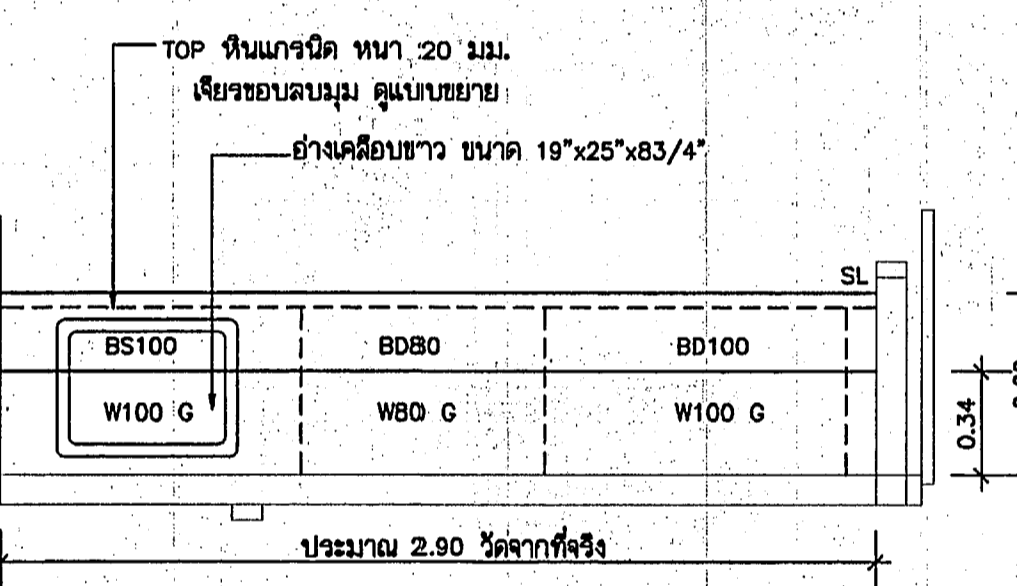 TOP หินแกรนิต หนา 20 มม.
เจียรขอบลบมุม ดูแบบขยาย
อ่างเคลือบขาว ขนาด 19"x25"x83/4"
SL
BS100
BD80
BD100
W100 G
W80 G
W100 G
0.34
ประมาณ 2.90 วัดจากที่จริง